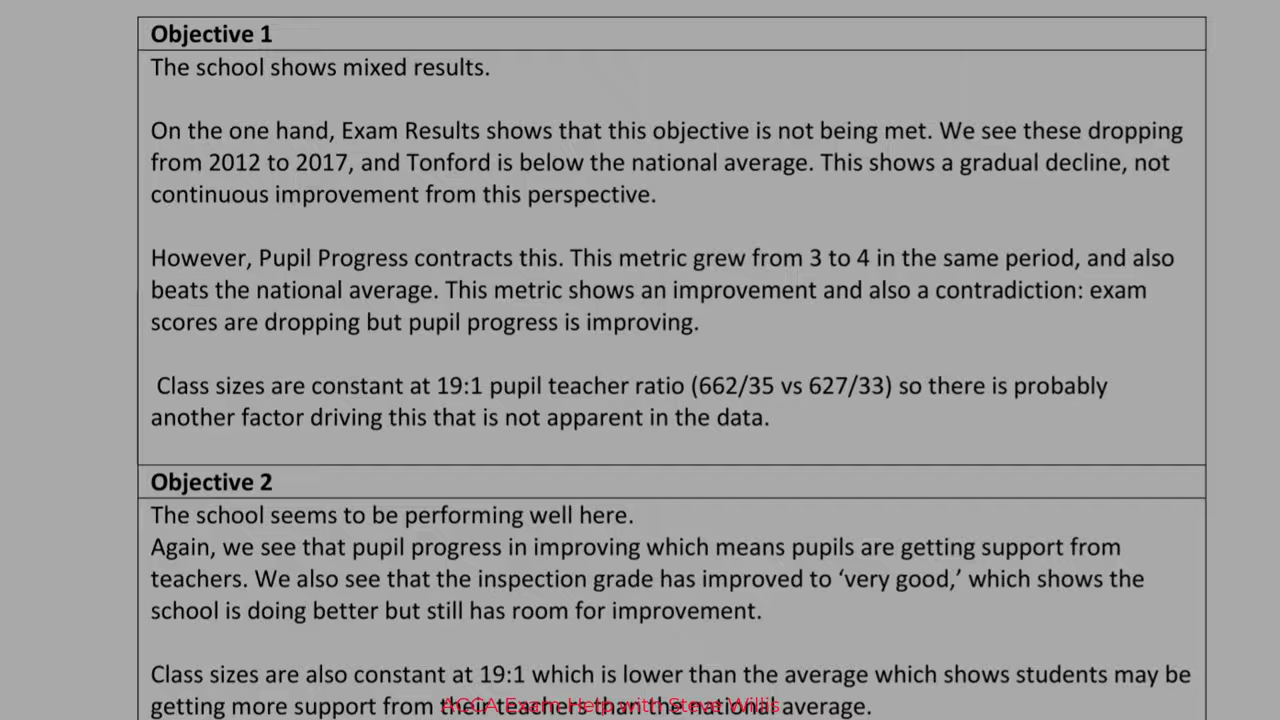 Objective 1
The school shows mixed results.
On the one hand, Exam Results shows that this objective is not being met. We see these dropping
from 2012 to 2017, and Tonford is below the national average. This shows a gradual decline, not
continuous improvement from this perspective.
However, Pupil Progress contracts this. This metric grew from 3 to 4 in the same period, and also
beats the national average. This metric shows an improvement and also a contradiction: exam
scores are dropping but pupil progress is improving.
Class sizes are constant at 19:1 pupil teacher ratio (662/35 vs 627/33) so there is probably
another factor driving this that is not apparent in the data.
Objective 2
The school seems to be performing well here.
Again, we see that pupil progress in improving which means pupils are getting support from
teachers. We also see that the inspection grade has improved to ‘very good,’ which shows the
school is doing better but still has room for improvement.
Class sizes are also constant at 19:1 which is lower than the average which shows students may be
getting more support from their teachers than the national average.
ACCA Exam Help with Steve Willis